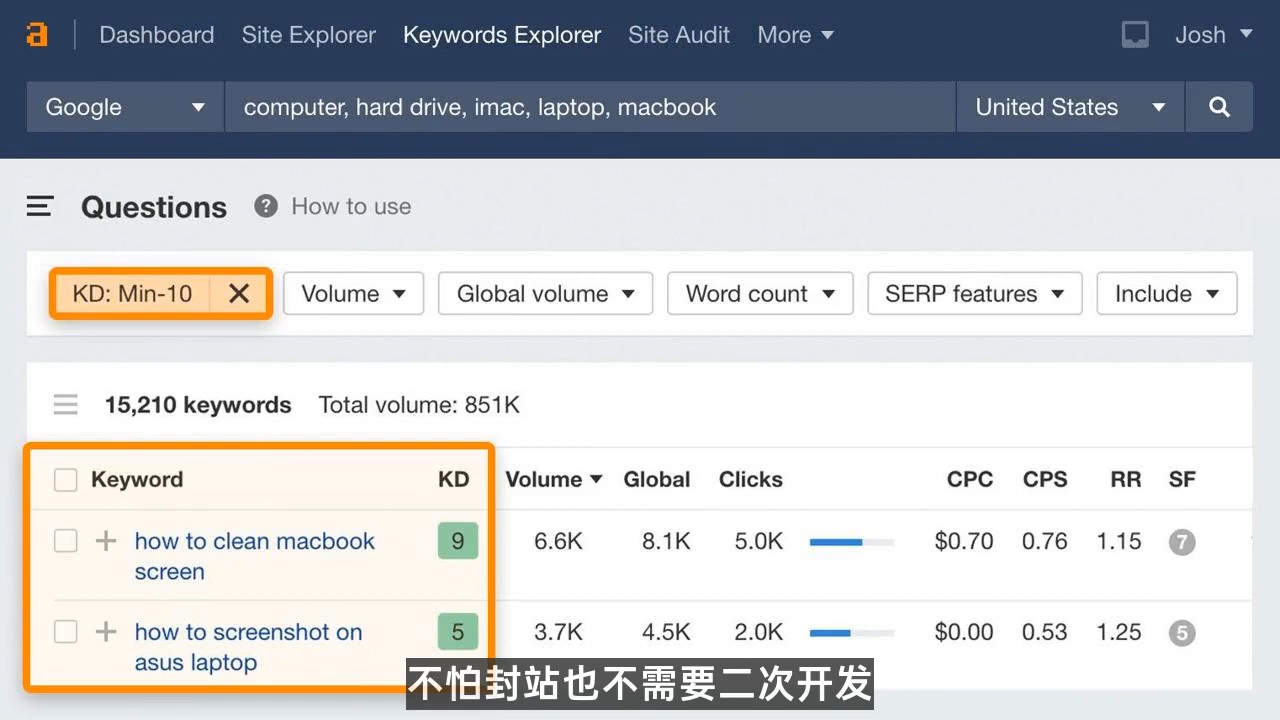 a Dashboard Site Explorer Keywords Explorer Site Audit More Josh
Google computer, hard drive, imac, laptop, macbook United States
Questions ? How to use
KD: Min-10 Volume Global volume Word count SERP features Include
15,210 keywords Total volume: 851K
Keyword KD Volume Global Clicks CPC CPS RR SF
how to clean macbook 9 6.6K 8.1K 5.0K $0.70 0.76 1.15 7
screen
how to screenshot on 5 3.7K 4.5K 2.0K $0.00 0.53 1.25 5
asus laptop
不怕封站也不需要二次开发